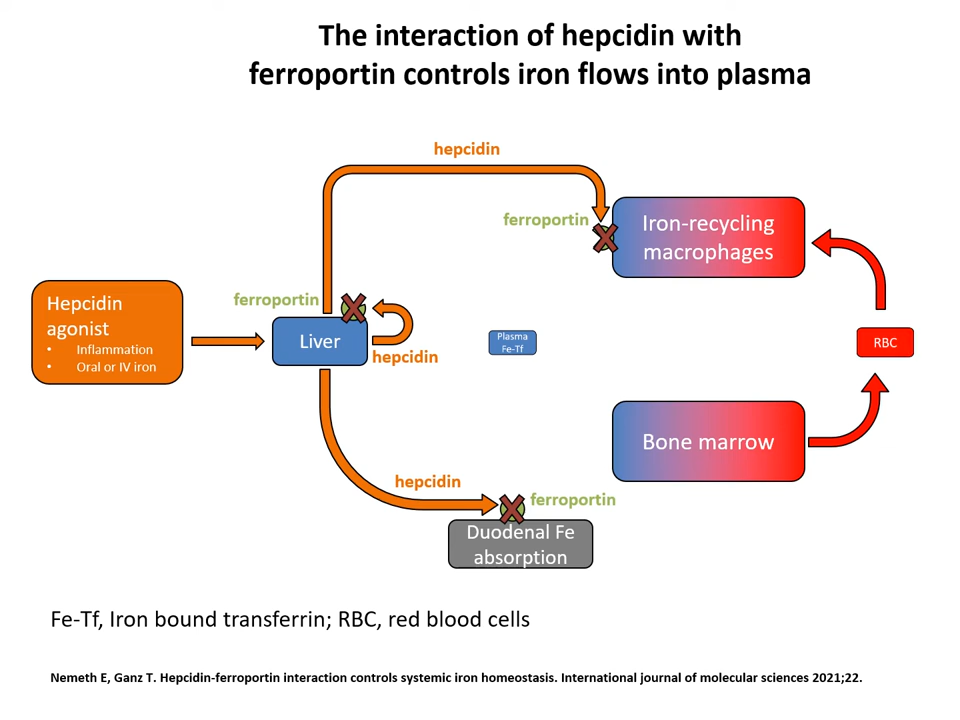 The interaction of hepcidin with
ferroportin controls iron flows into plasma
hepcidin
ferroportin
Iron-recycling
macrophages
Hepcidin
agonist
• Inflammation
• Oral or IV iron
ferroportin
Liver
hepcidin
Plasma
Fe-Tf
RBC
Bone marrow
hepcidin
ferroportin
Duodenal Fe
absorption
Fe-Tf, Iron bound transferrin; RBC, red blood cells
Nemeth E, Ganz T. Hepcidin-ferroportin interaction controls systemic iron homeostasis. International journal of molecular sciences 2021;22.